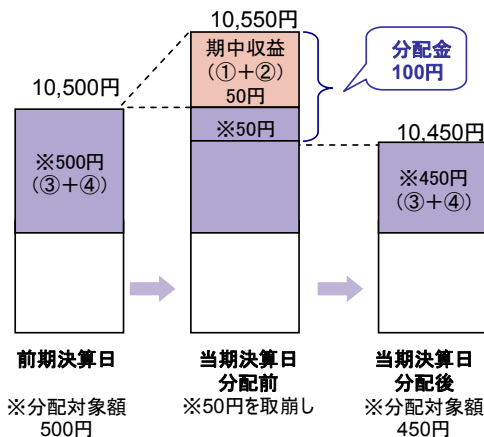 10,550円
期中収益
(①+②)
50円
分配金
100円
10,500円
※50円
10,450円
※500円
(③+④)
※450円
(③+④)
前期決算日
当期決算日
分配前
当期決算日
分配後
※分配対象額
500円
※50円を取崩し
※分配対象額
450円